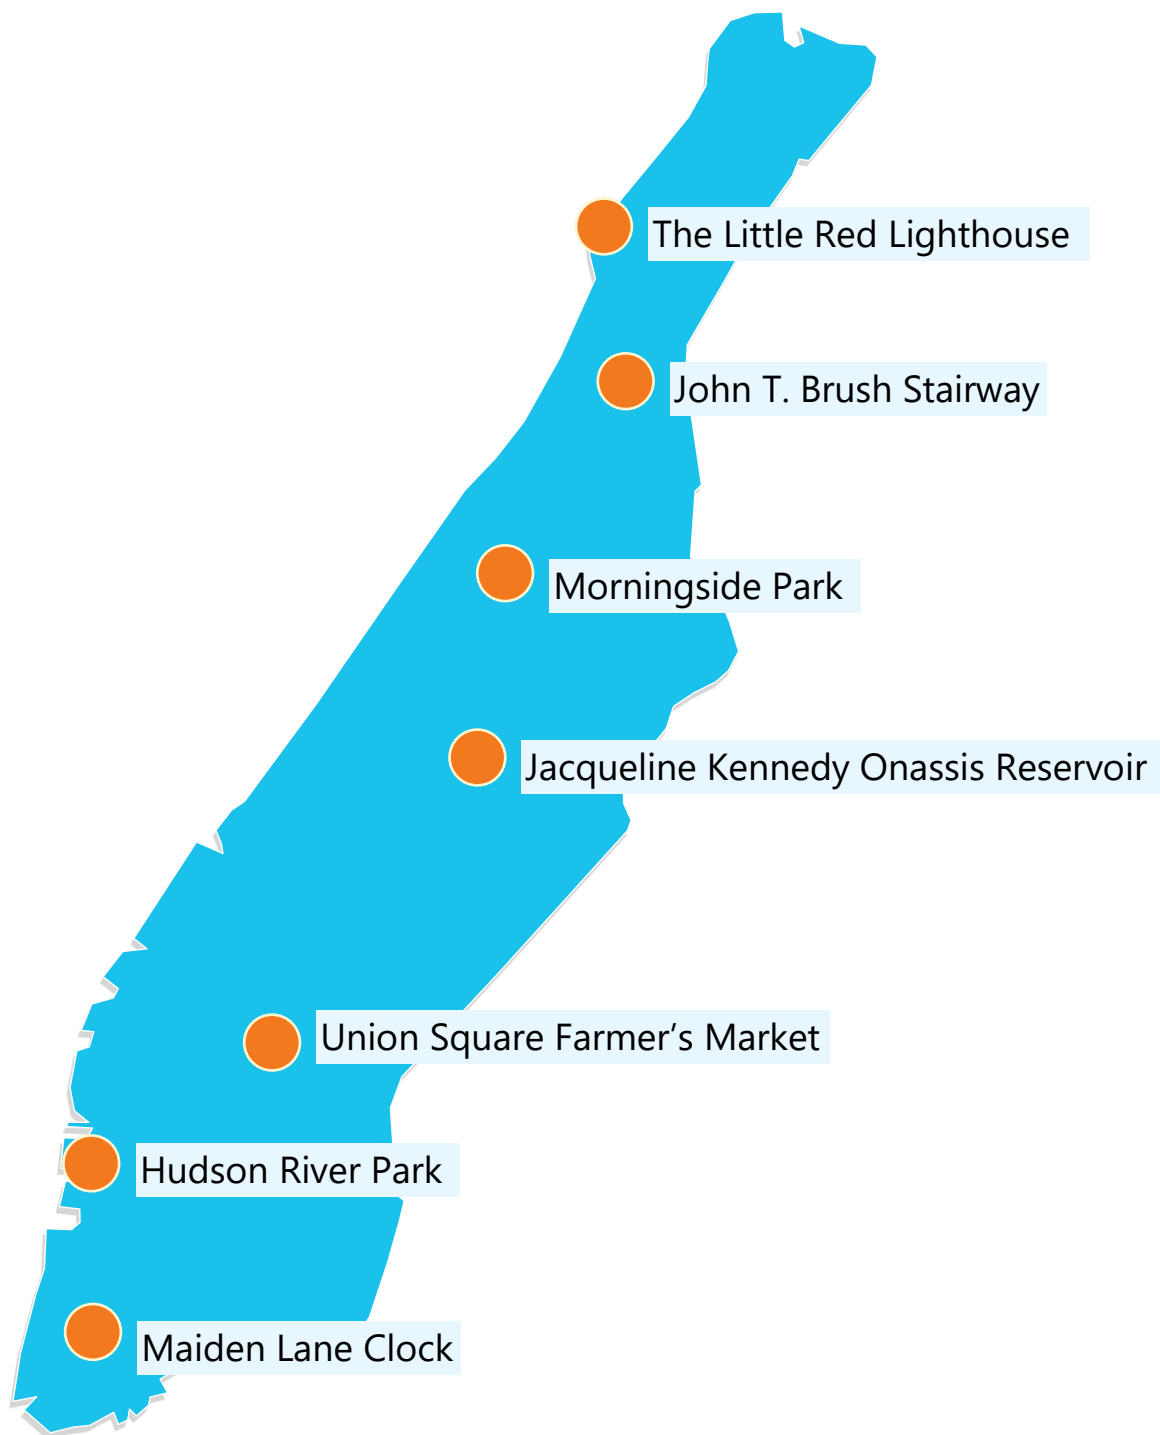 The Little Red Lighthouse
John T. Brush Stairway
Morningside Park
Jacqueline Kennedy Onassis Reservoir
Union Square Farmer’s Market
Hudson River Park
Maiden Lane Clock